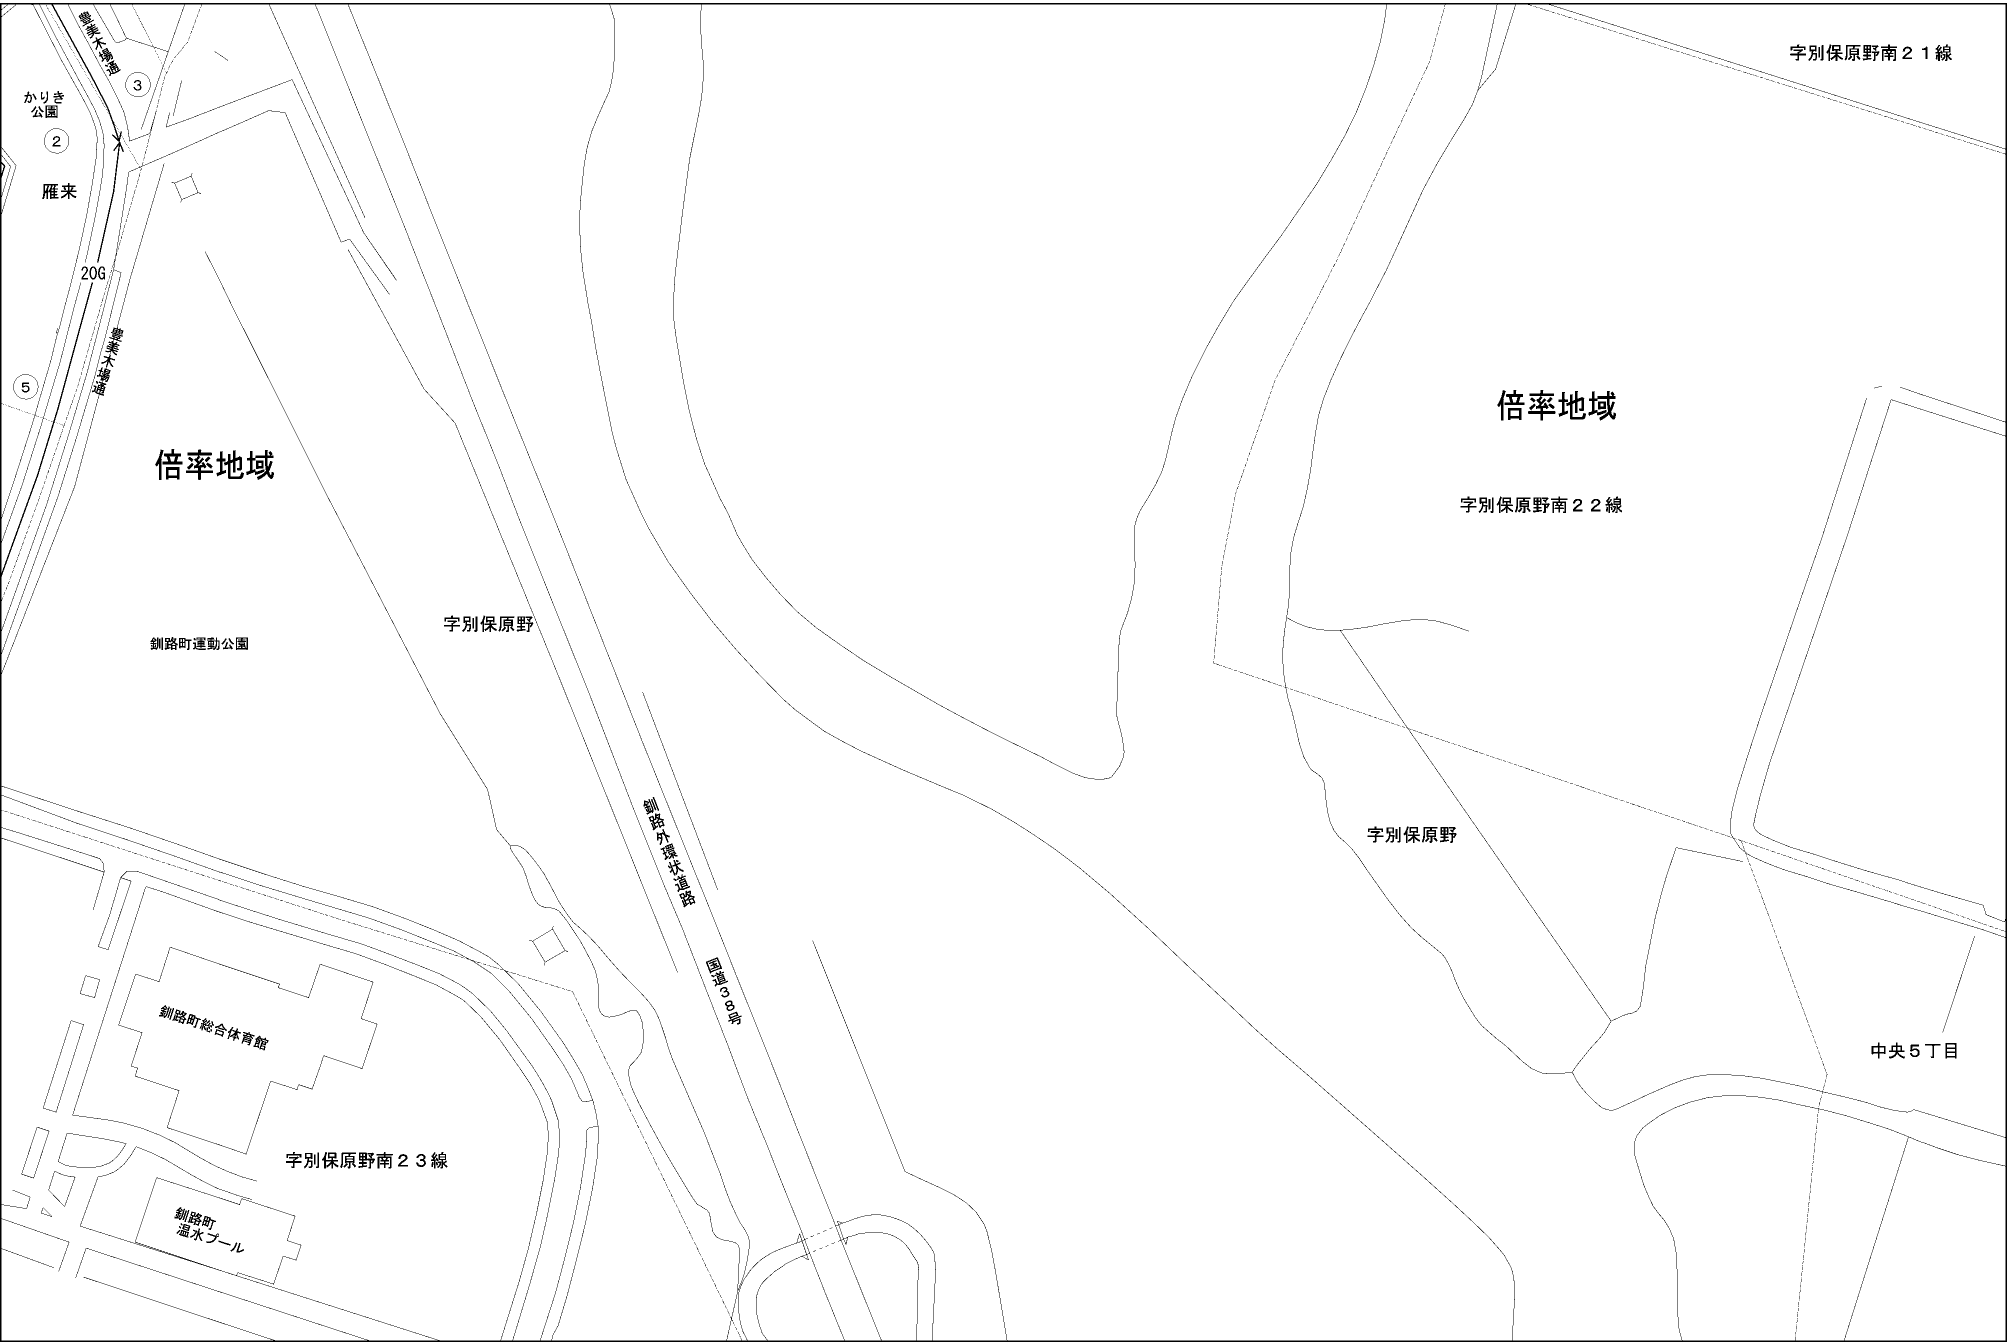 豊美木場通
③
かりき
公園
②
雁来
20G
豊美木場通
⑤
倍率地域
釧路町運動公園
字別保原野
字別保原野南２１線
倍率地域
字別保原野南２２線
字別保原野
釧路外環状道路
国道３８号
釧路町総合体育館
字別保原野南２３線
釧路町
温水プール
中央５丁目